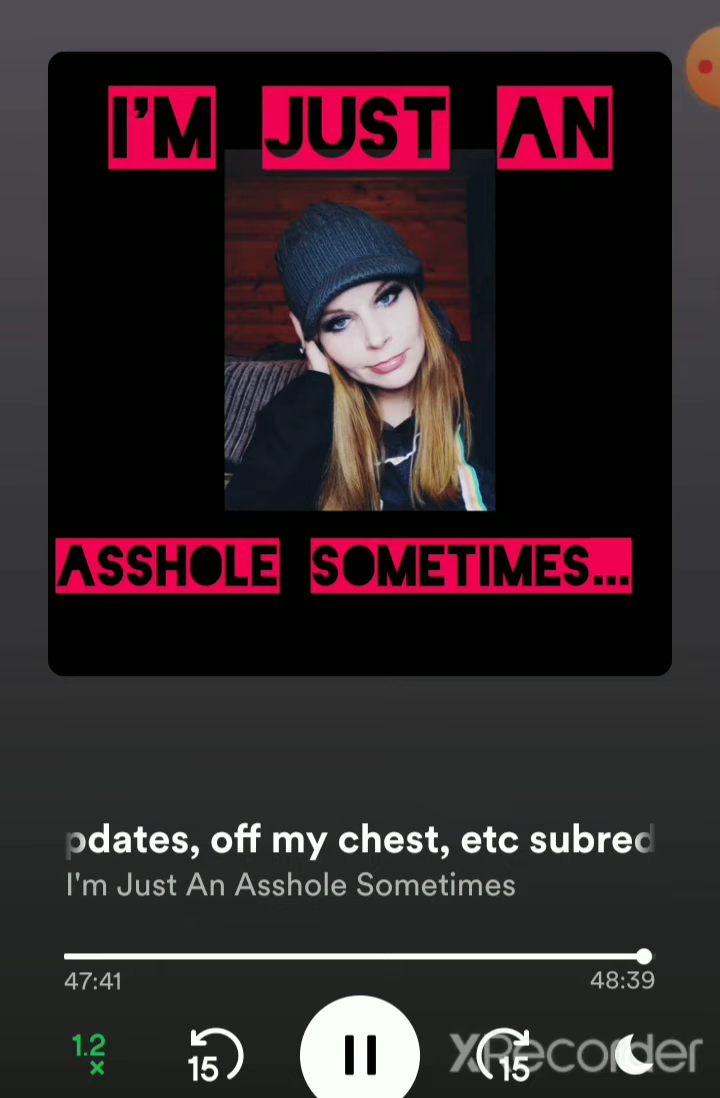 I'M JUST AN
ASSHOLE SOMETIMES...
pdates, off my chest, etc subred
I'm Just An Asshole Sometimes
47:41 48:39
1.2x 15 15 XRecorder